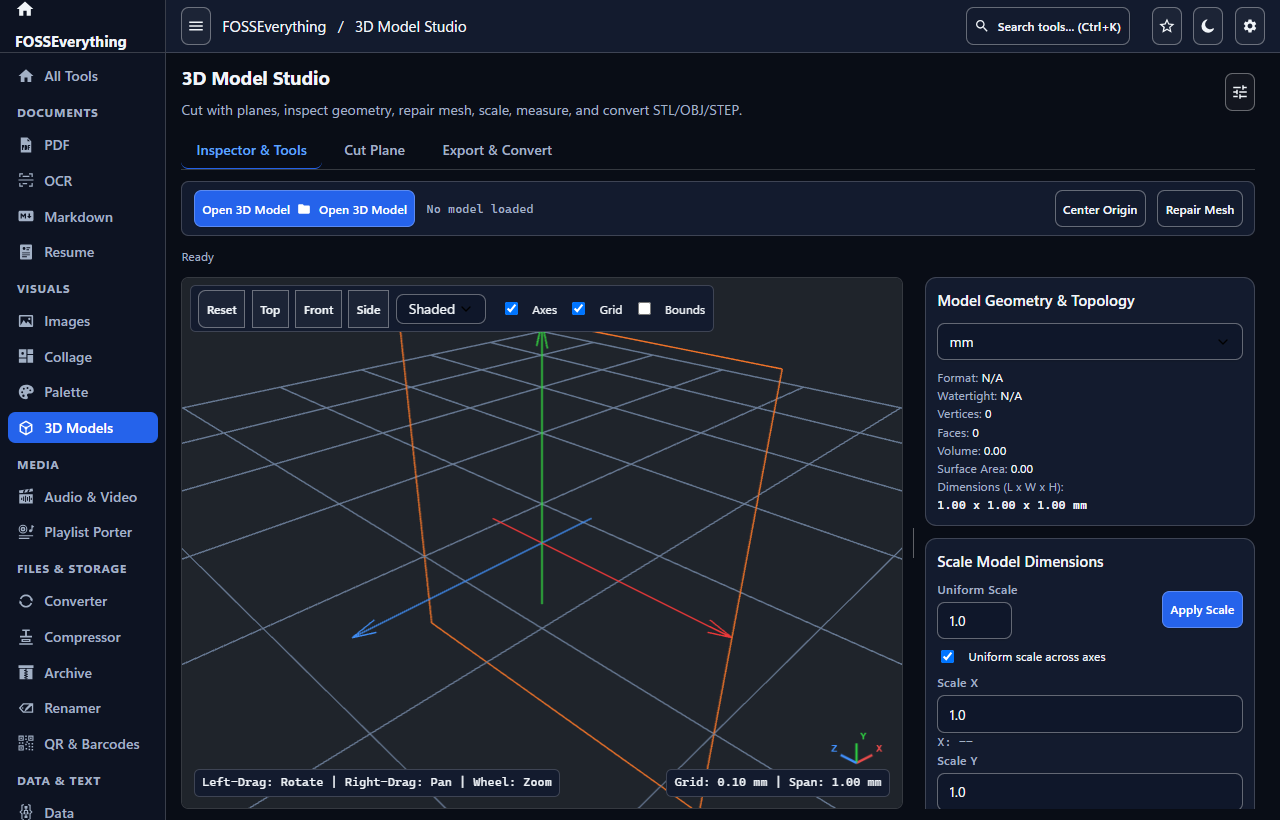 FOSSEverything
FOSSEverything / 3D Model Studio
Search tools... (Ctrl+K)
All Tools
DOCUMENTS
PDF
OCR
Markdown
Resume
VISUALS
Images
Collage
Palette
3D Models
MEDIA
Audio & Video
Playlist Porter
FILES & STORAGE
Converter
Compressor
Archive
Renamer
QR & Barcodes
DATA & TEXT
Data
3D Model Studio
Cut with planes, inspect geometry, repair mesh, scale, measure, and convert STL/OBJ/STEP.
Inspector & Tools Cut Plane Export & Convert
Open 3D Model Open 3D Model No model loaded Center Origin Repair Mesh
Ready
Reset Top Front Side Shaded Axes Grid Bounds
Y
Z X
Left-Drag: Rotate | Right-Drag: Pan | Wheel: Zoom
Grid: 0.10 mm | Span: 1.00 mm
Model Geometry & Topology
mm
Format: N/A
Watertight: N/A
Vertices: 0
Faces: 0
Volume: 0.00
Surface Area: 0.00
Dimensions (L x W x H):
1.00 x 1.00 x 1.00 mm
Scale Model Dimensions
Uniform Scale
1.0
Apply Scale
Uniform scale across axes
Scale X
1.0
X: --
Scale Y
1.0